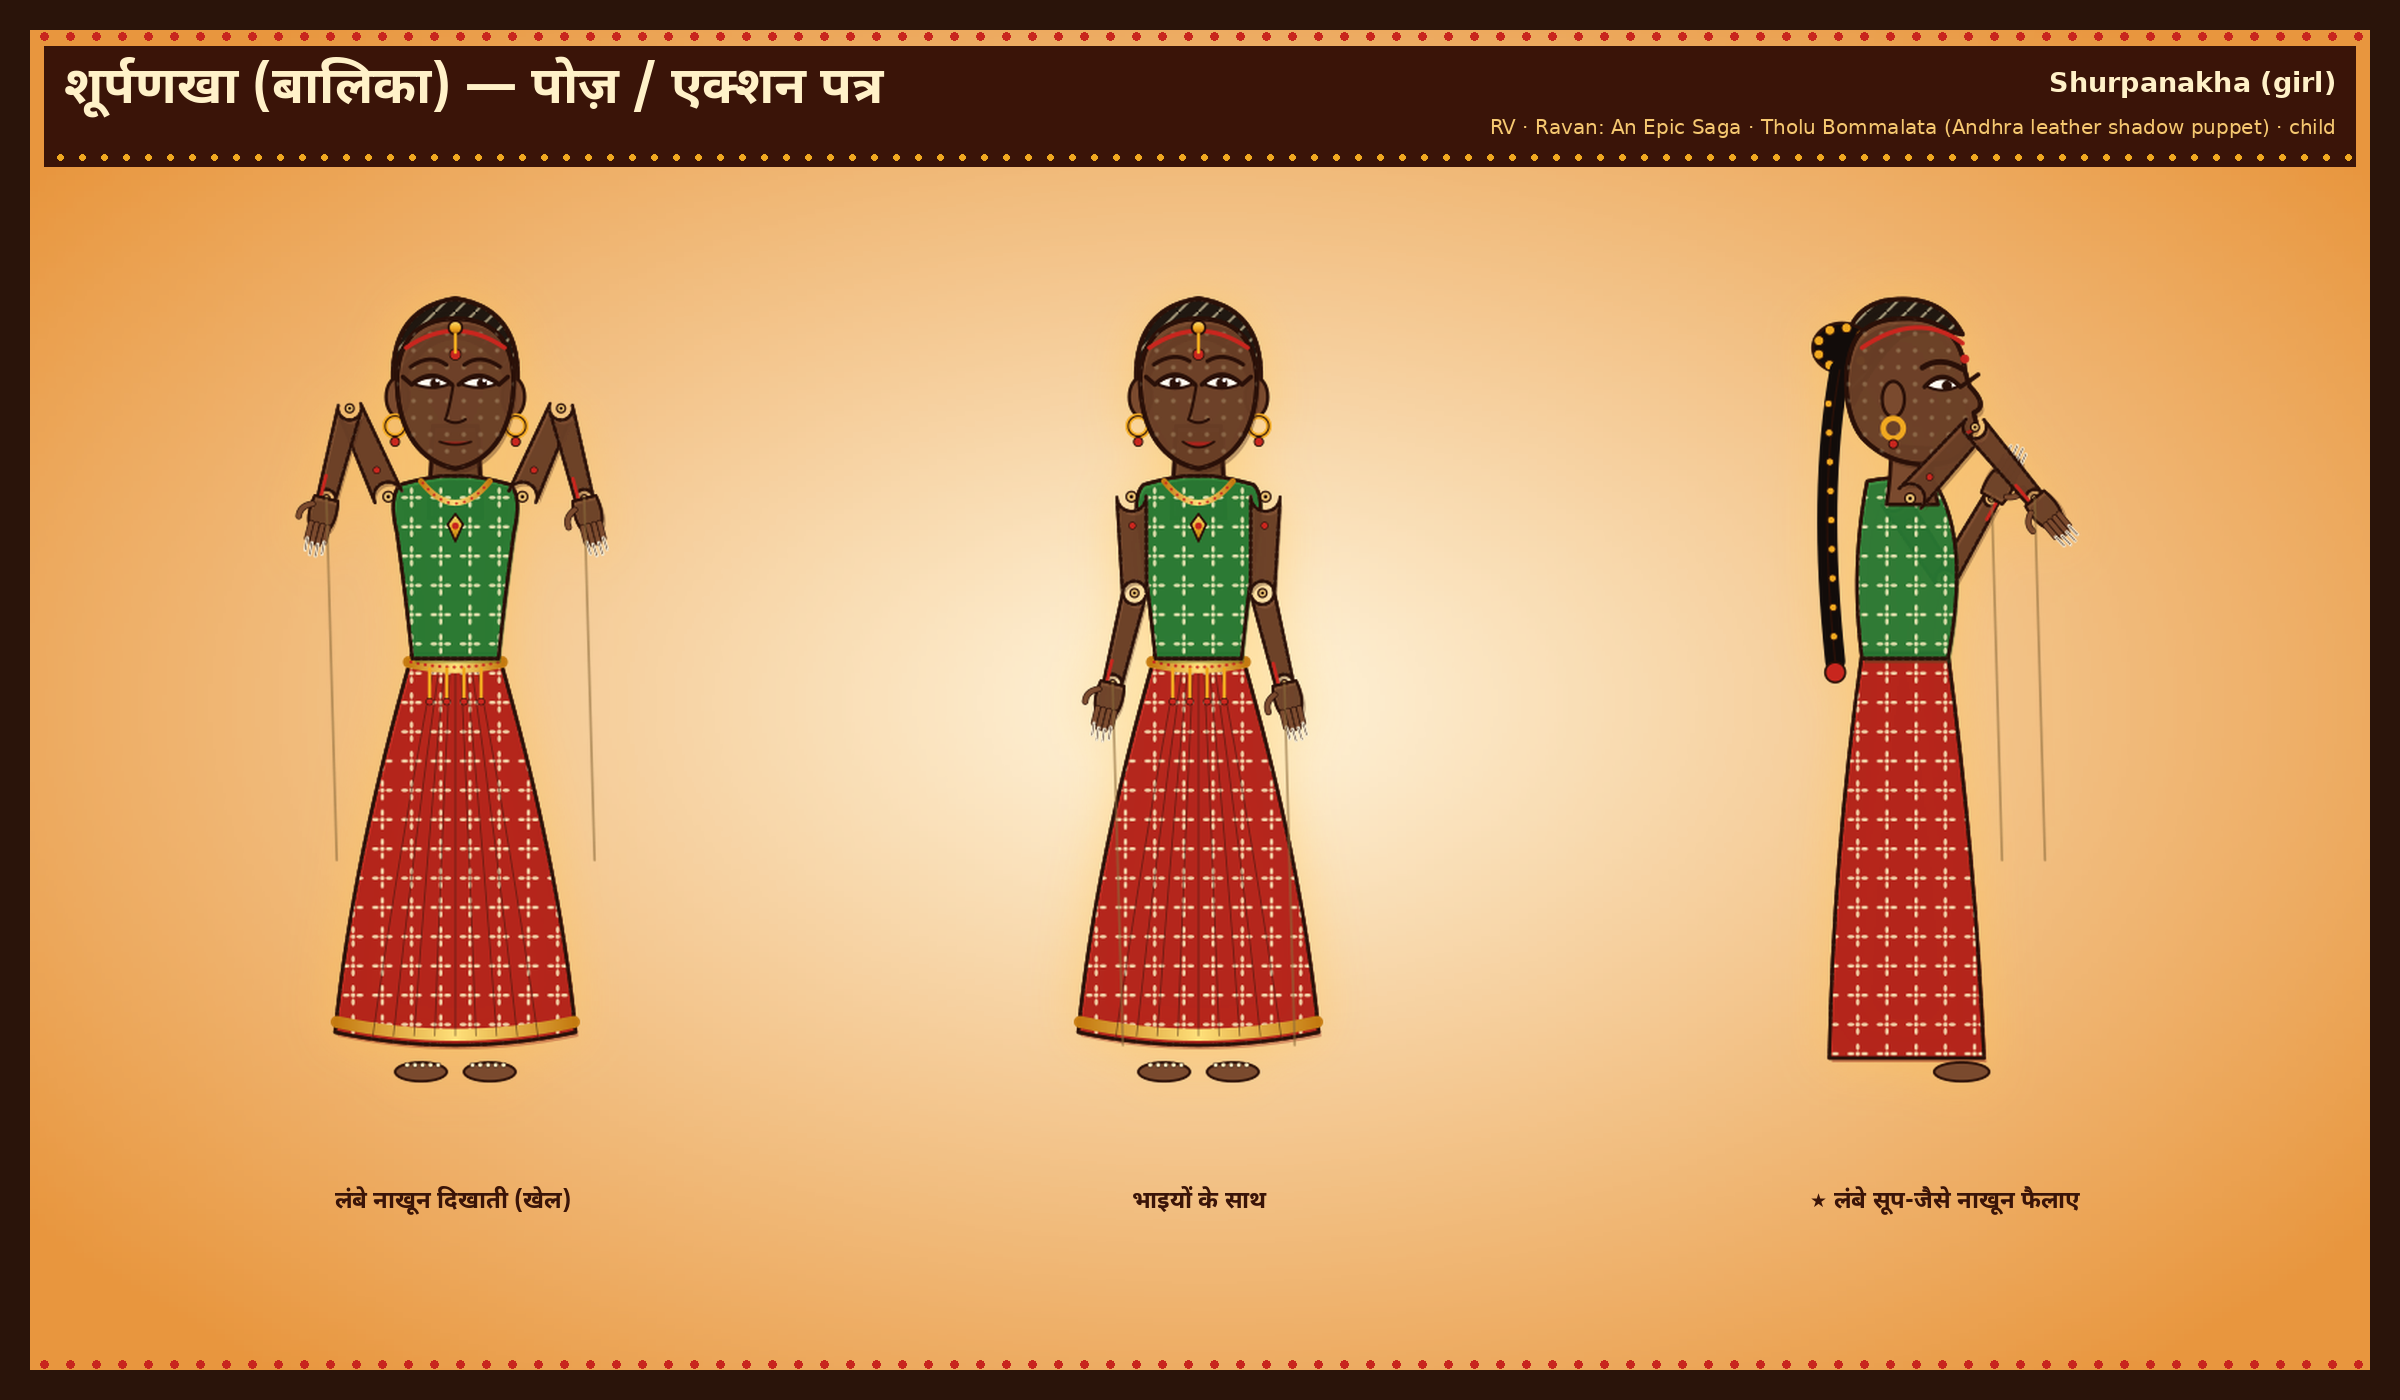 शूर्पणखा (बालिका) — पोज़ / एक्शन पत्र
Shurpanakha (girl)
RV · Ravan: An Epic Saga · Tholu Bommalata (Andhra leather shadow puppet) · child
लंबे नाखून दिखाती (खेल)
भाइयों के साथ
★ लंबे सूप-जैसे नाखून फैलाए